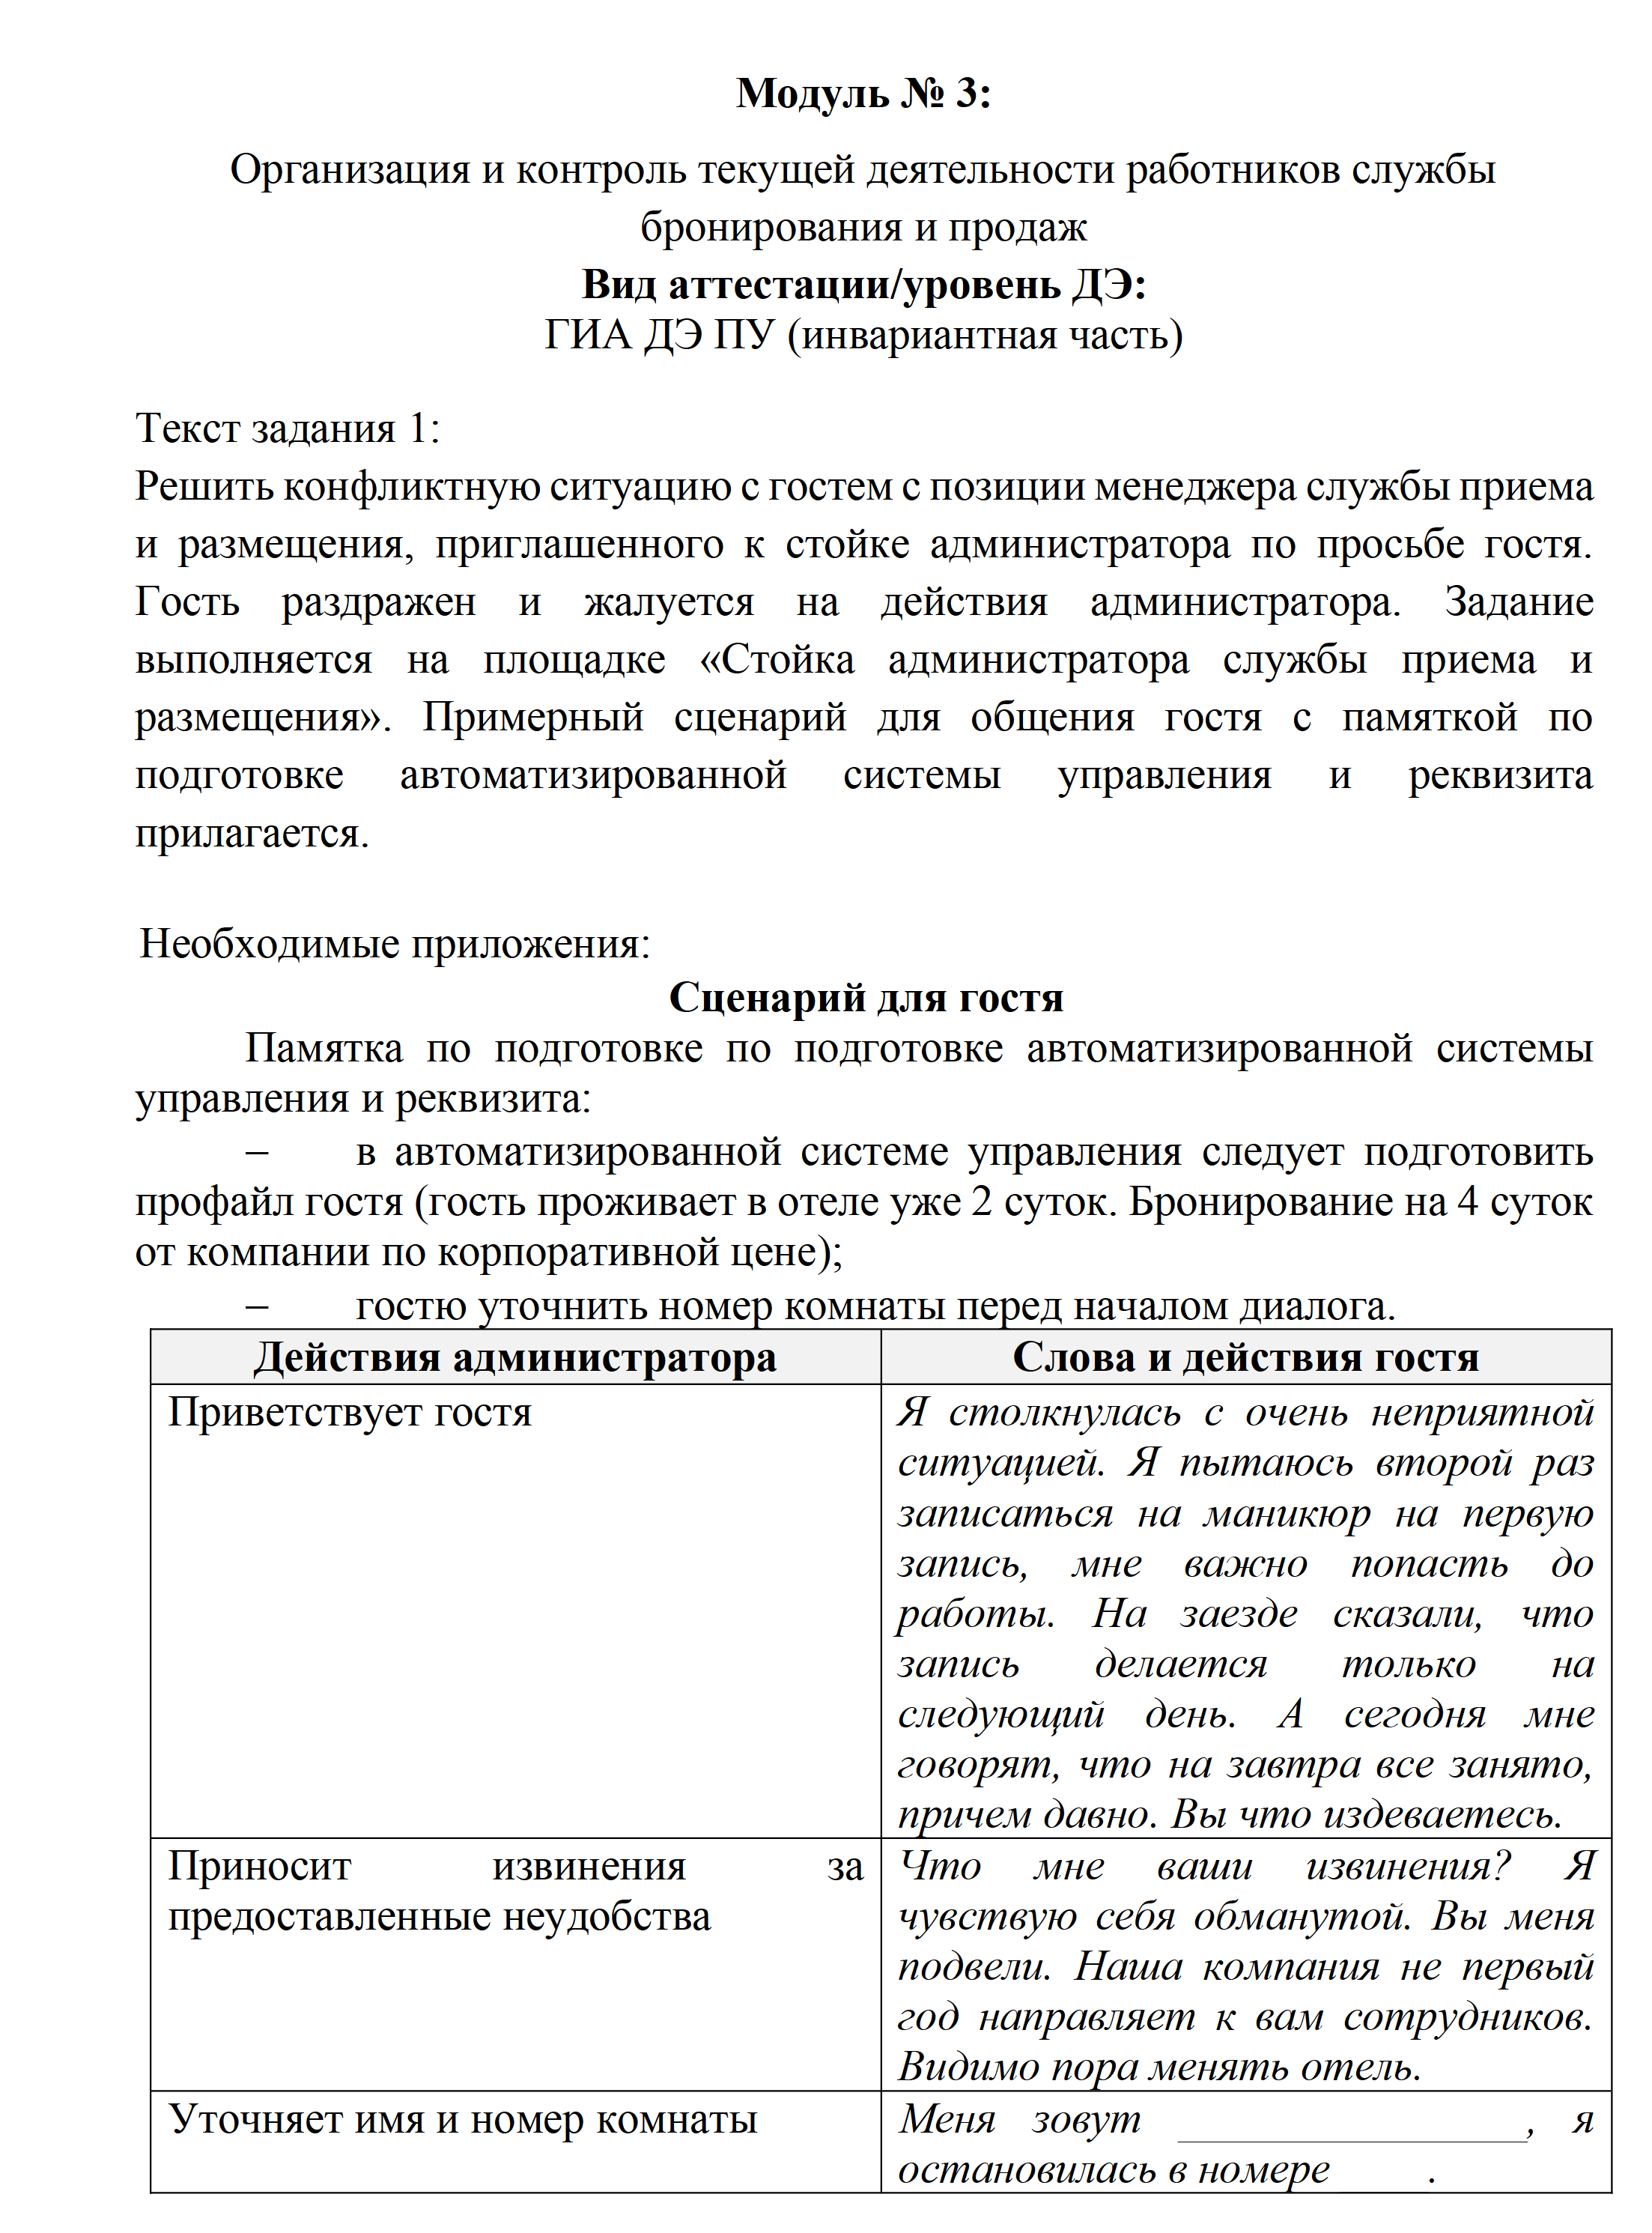 Модуль № 3:
Организация и контроль текущей деятельности работников службы
бронирования и продаж
Вид аттестации/уровень ДЭ:
ГИА ДЭ ПУ (инвариантная часть)
Текст задания 1:
Решить конфликтную ситуацию с гостем с позиции менеджера службы приема
и размещения, приглашенного к стойке администратора по просьбе гостя.
Гость раздражен и жалуется на действия администратора. Задание
выполняется на площадке «Стойка администратора службы приема и
размещения». Примерный сценарий для общения гостя с памяткой по
подготовке автоматизированной системы управления и реквизита
прилагается.
Необходимые приложения:
Сценарий для гостя
Памятка по подготовке по подготовке автоматизированной системы
управления и реквизита:
– в автоматизированной системе управления следует подготовить
профайл гостя (гость проживает в отеле уже 2 суток. Бронирование на 4 суток
от компании по корпоративной цене);
– гостю уточнить номер комнаты перед началом диалога.
Действия администратора
Слова и действия гостя
Приветствует гостя
Я столкнулась с очень неприятной
ситуацией. Я пытаюсь второй раз
записаться на маникюр на первую
запись, мне важно попасть до
работы. На заезде сказали, что
запись делается только на
следующий день. А сегодня мне
говорят, что на завтра все занято,
причем давно. Вы что издеваетесь.
Приносит извинения за
предоставленные неудобства
Что мне ваши извинения? Я
чувствую себя обманутой. Вы меня
подвели. Наша компания не первый
год направляет к вам сотрудников.
Видимо пора менять отель.
Уточняет имя и номер комнаты
Меня зовут ________________, я
остановилась в номере .